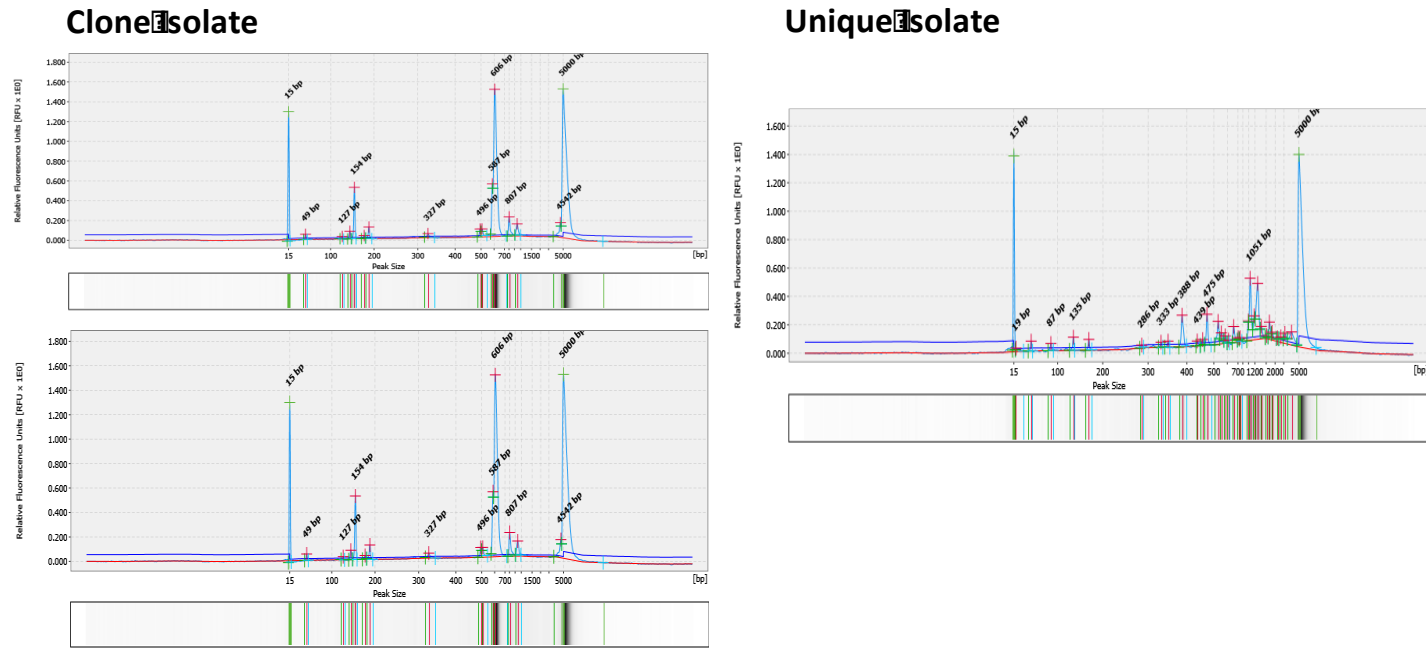 Clone Isolate
Relative Fluorescence Units [RFU x 1E0]
1.800
1.600
1.400
1.200
1.000
0.800
0.600
0.400
0.200
0.000
15 bp
49 bp
127 bp
154 bp
327 bp
496 bp
587 bp
606 bp
807 bp
4542 bp
5000 bp
15 100 200 300 400 500 700 1500 5000 [bp]
Peak Size
Relative Fluorescence Units [RFU x 1E0]
1.800
1.600
1.400
1.200
1.000
0.800
0.600
0.400
0.200
0.000
15 bp
49 bp
127 bp
154 bp
327 bp
496 bp
587 bp
606 bp
807 bp
4542 bp
5000 bp
15 100 200 300 400 500 700 1500 5000 [bp]
Peak Size
Unique Isolate
Relative Fluorescence Units [RFU x 1E0]
1.600
1.400
1.200
1.000
0.800
0.600
0.400
0.200
0.000
15 bp
19 bp
87 bp
135 bp
286 bp
333 bp
388 bp
439 bp
475 bp
1051 bp
5000 bp
15 100 200 300 400 500 700 1200 2000 5000 [bp]
Peak Size